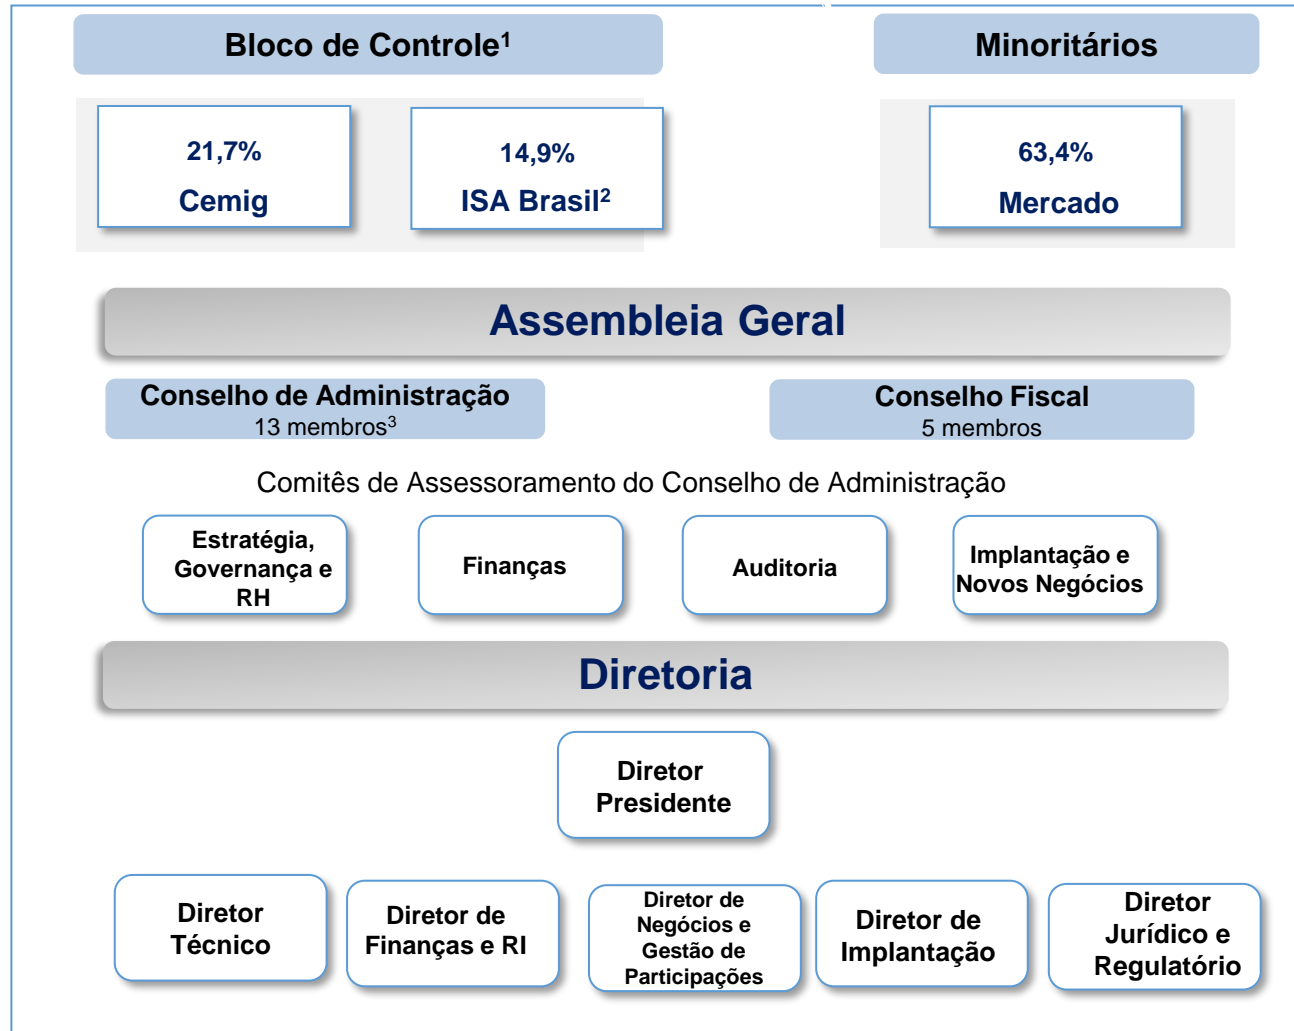 Bloco de Controle¹
Minoritários
21,7%
Cemig
14,9%
ISA Brasil²
63,4%
Mercado
Assembleia Geral
Conselho de Administração
13 membros³
Conselho Fiscal
5 membros
Comitês de Assessoramento do Conselho de Administração
Estratégia,
Governança e
RH
Finanças
Auditoria
Implantação e
Novos Negócios
Diretoria
Diretor
Presidente
Diretor
Técnico
Diretor de
Finanças e RI
Diretor de
Negócios e
Gestão de
Participações
Diretor de
Implantação
Diretor
Jurídico e
Regulatório